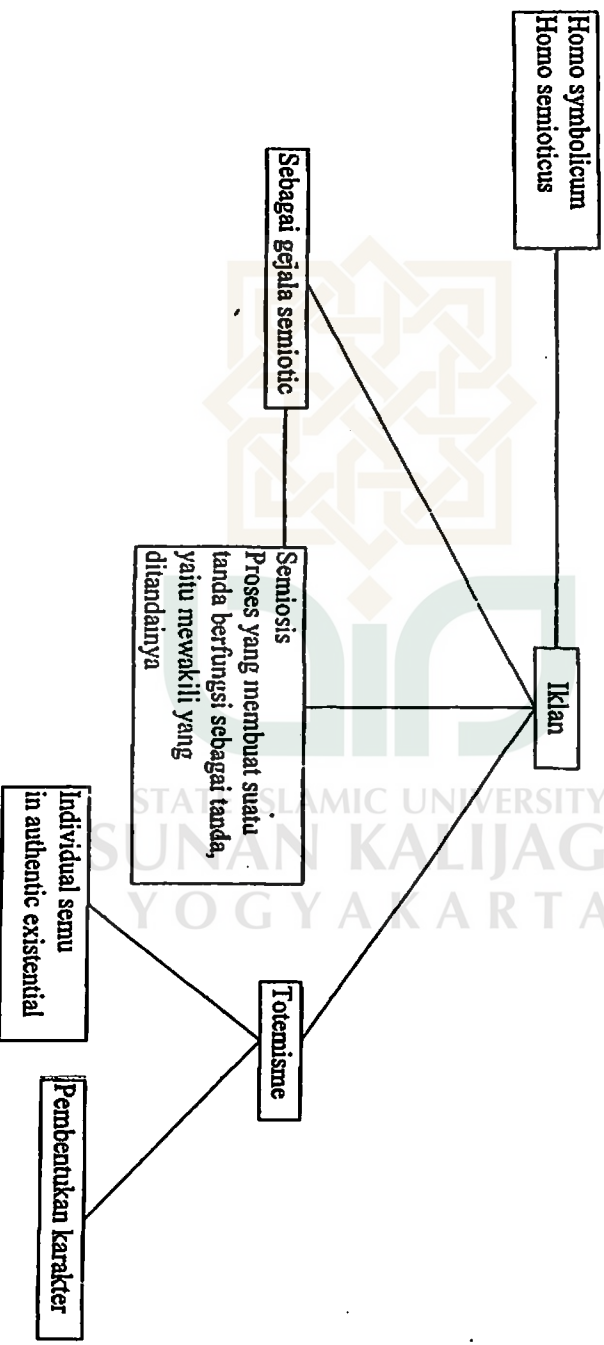 Homo symbolicum
Homo semioticus
Iklan
Sebagai gejala semiotic
Semiosis
Proses yang membuat suatu
tanda berfungsi sebagai tanda,
yaitu mewakili yang
ditandainya
Totemisme
Individual semu
in authentic existential
Pembentukan karakter
STATE ISLAMIC UNIVERSITY
SUNAN KALIJAG
YOGYAKARTA